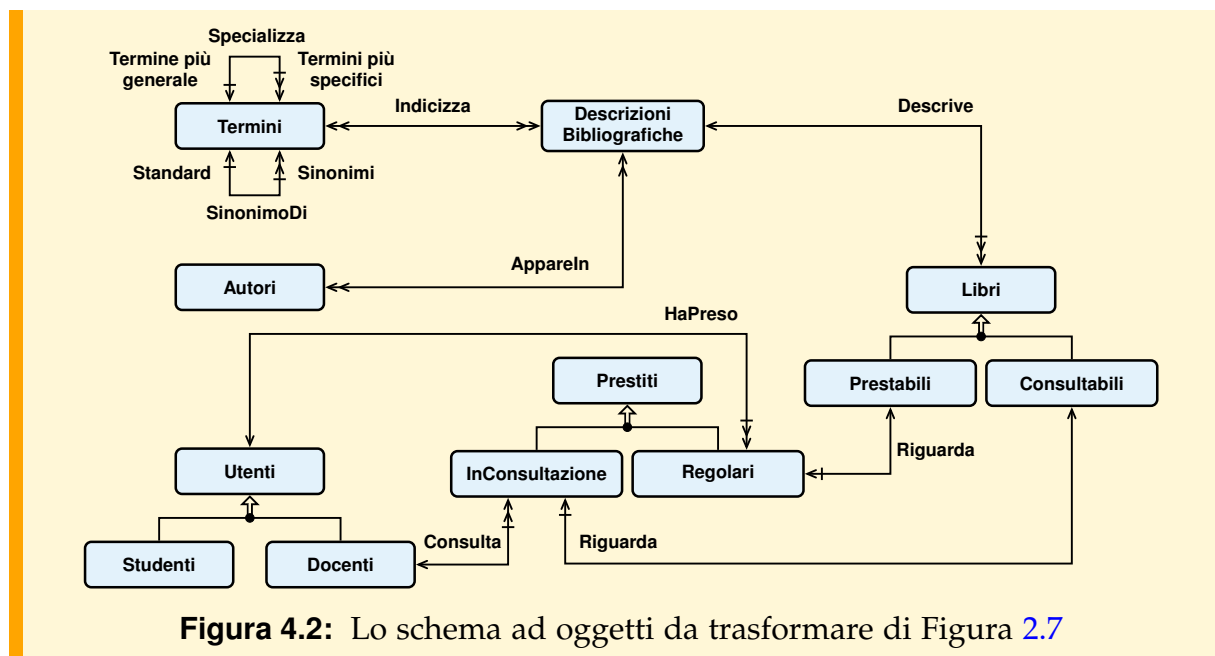 Specializza
Termine più
generale
Termini più
specifici
Termini
Indicizza
Descrizioni
Bibliografiche
Descrive
Standard
Sinonimi
SinonimoDi
Autori
AppareIn
Libri
HaPreso
Prestiti
Prestabili
Consultabili
Utenti
InConsultazione
Regolari
Riguarda
Studenti
Docenti
Consulta
Riguarda
Figura 4.2: Lo schema ad oggetti da trasformare di Figura 2.7